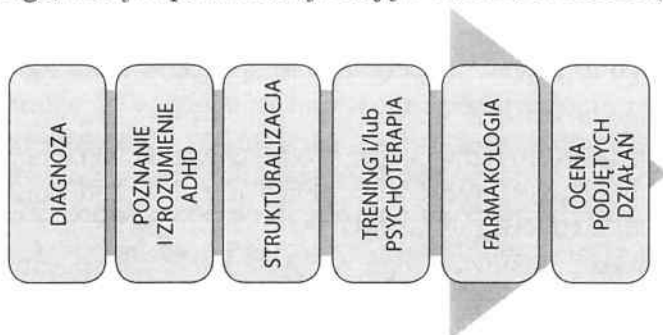 DIAGNOZA
POZNANIE
I ZROZUMIENIE
ADHD
STRUKTURALIZACJA
TRENING I/LUB
PSYCHOTERAPIA
FARMAKOLOGIA
OCENA
PODJĘTYCH
DZIAŁAŃ